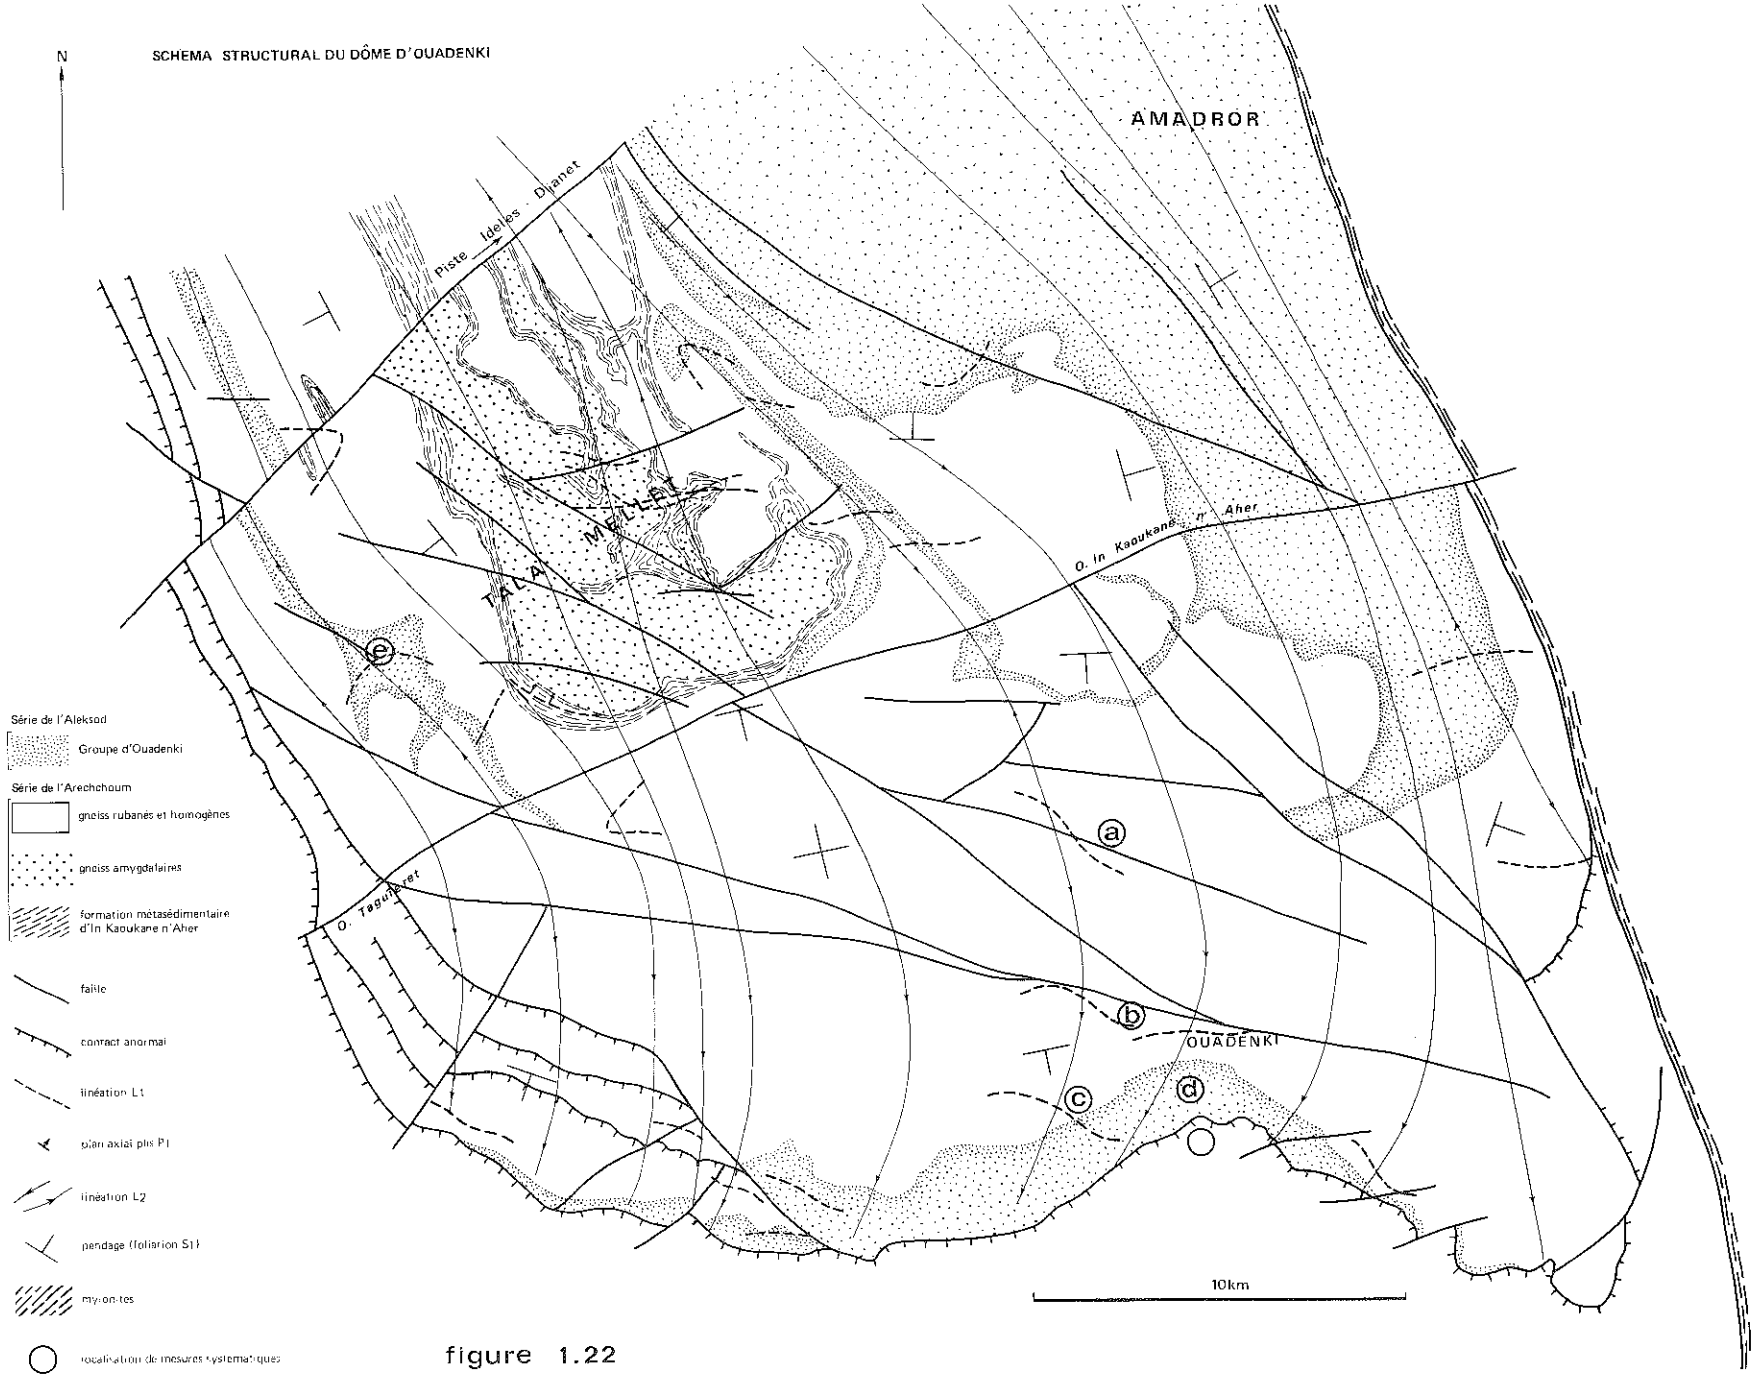 SCHEMA STRUCTURAL DU DÔME D'OUADENKI
N
AMADROR
Piste Ideles - Djanet
TALA MELLET
O. In Kaoukane n' Aher
e
a
O. Taguferet
b
OUADENKI
c
d
Série de l'Aleksod
Groupe d'Ouadenki
Série de l'Arechchoum
gneiss rubanés et homogènes
gneiss amygdalaires
formation métasédimentaire
d'In Kaoukane n'Aher
faille
contact anormal
linéation L1
plan axial plis P1
linéation L2
pendage (foliation S1)
mylonites
localisation de mesures systématiques
10km
figure 1.22